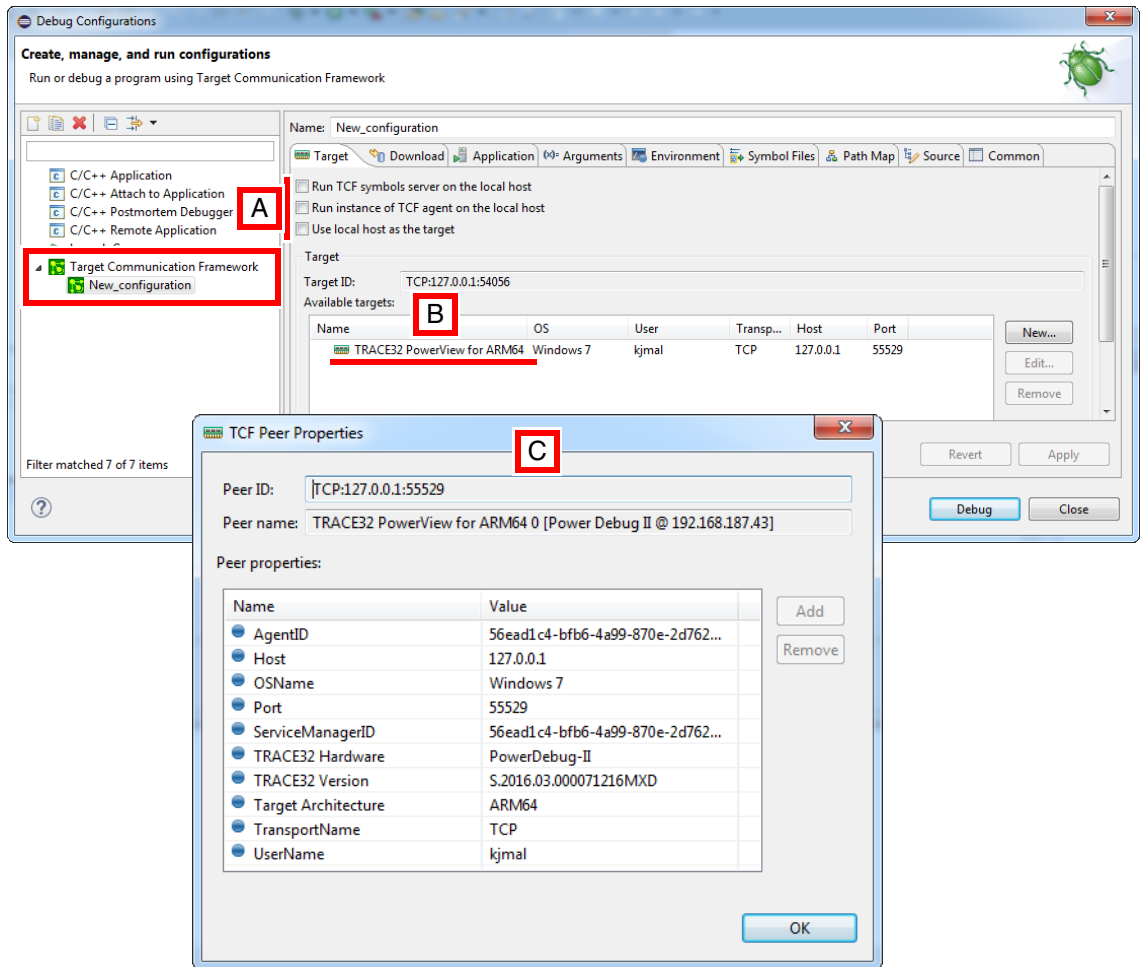 Debug Configurations
Create, manage, and run configurations
Run or debug a program using Target Communication Framework
Name: New_configuration
Target Download Application (x)= Arguments Environment Symbol Files Path Map Source Common
C/C++ Application
C/C++ Attach to Application
C/C++ Postmortem Debugger
C/C++ Remote Application
A
Run TCF symbols server on the local host
Run instance of TCF agent on the local host
Use local host as the target
Target Communication Framework
New_configuration
Target
Target ID: TCP:127.0.0.1:54056
Available targets:
B
Name OS User Transp... Host Port
TRACE32 PowerView for ARM64 Windows 7 kjmal TCP 127.0.0.1 55529
New...
Edit...
Remove
Filter matched 7 of 7 items
Revert Apply
? Debug Close
TCF Peer Properties
C
Peer ID: TCP:127.0.0.1:55529
Peer name: TRACE32 PowerView for ARM64 0 [Power Debug II @ 192.168.187.43]
Peer properties:
Name Value
AgentID 56ead1c4-bfb6-4a99-870e-2d762...
Host 127.0.0.1
OSName Windows 7
Port 55529
ServiceManagerID 56ead1c4-bfb6-4a99-870e-2d762...
TRACE32 Hardware PowerDebug-II
TRACE32 Version S.2016.03.000071216MXD
Target Architecture ARM64
TransportName TCP
UserName kjmal
Add
Remove
OK